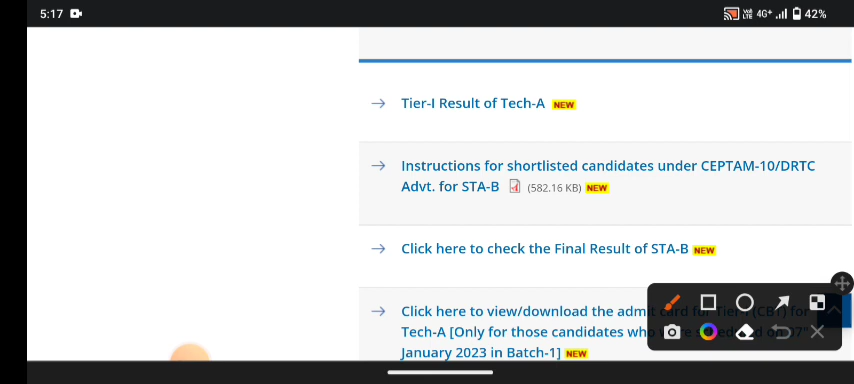 5:17 VoLTE 4G+ 42%
Tier-I Result of Tech-A NEW
Instructions for shortlisted candidates under CEPTAM-10/DRTC
Advt. for STA-B (582.16 KB) NEW
Click here to check the Final Result of STA-B NEW
Click here to view/download the admit card for Tier-I (CBT) for
Tech-A [Only for those candidates who were
January 2023 in Batch-1] NEW